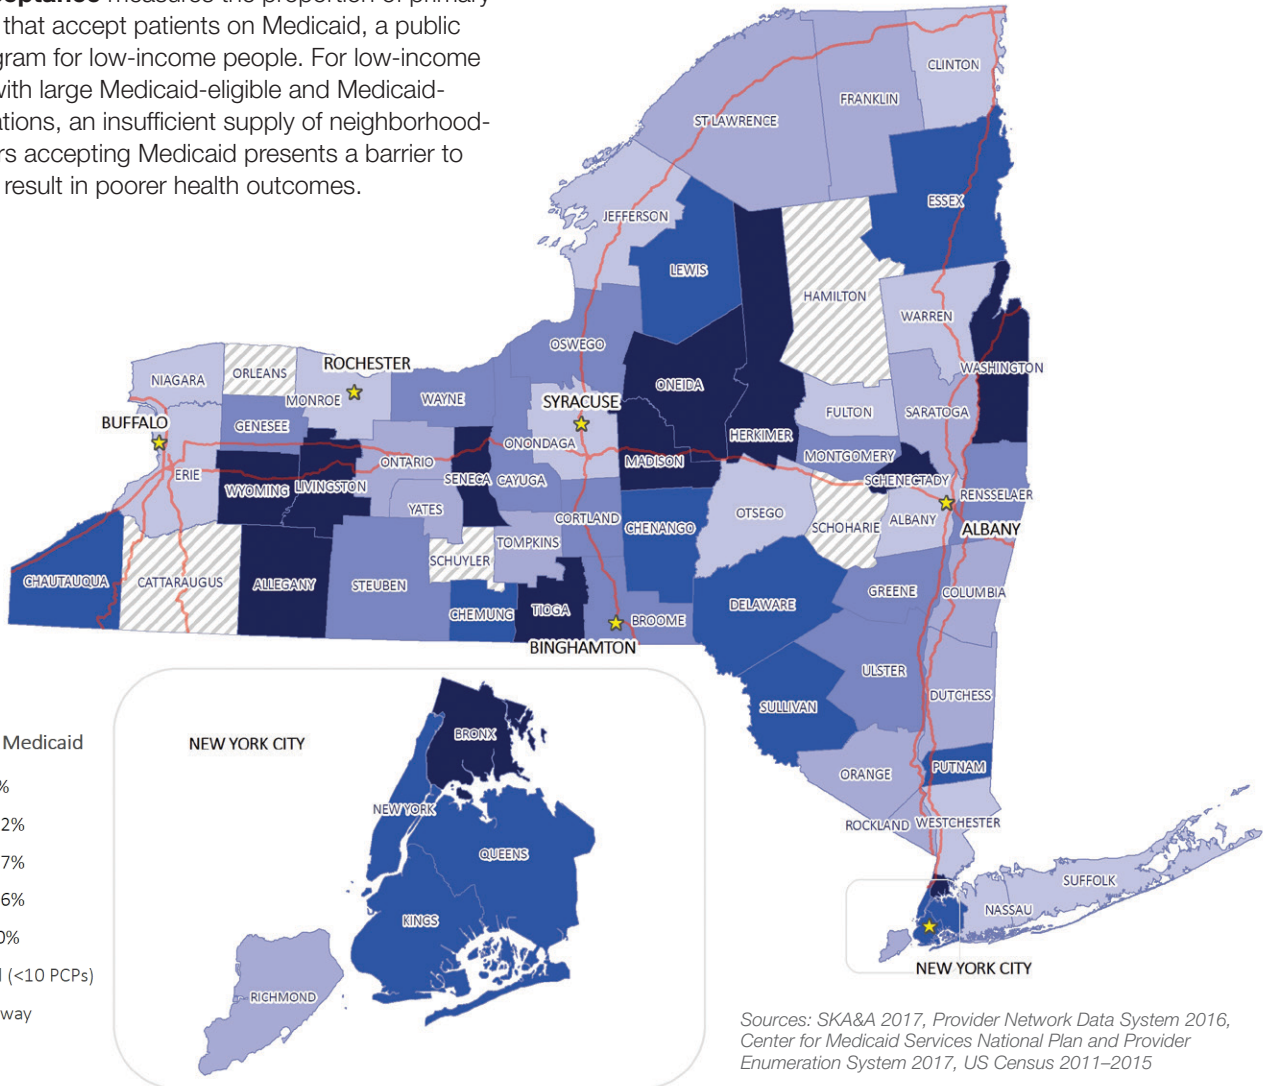 ceptance measures the proportion of primary
that accept patients on Medicaid, a public
gram for low-income people. For low-income
with large Medicaid-eligible and Medicaid-
ations, an insufficient supply of neighborhood-
rs accepting Medicaid presents a barrier to
result in poorer health outcomes.
CLINTON
FRANKLIN
ST LAWRENCE
ESSEX
JEFFERSON
LEWIS
HAMILTON
WARREN
OSWEGO
WASHINGTON
ROCHESTER
ORLEANS
NIAGARA
ONEIDA
MONROE
WAYNE
SYRACUSE
FULTON
SARATOGA
BUFFALO
GENESEE
HERKIMER
ONONDAGA
MONTGOMERY
ONTARIO
MADISON
ERIE
SENECA
CAYUGA
SCHENECTADY
WYOMING
LIVINGSTON
RENSSELAER
YATES
OTSEGO
CORTLAND
ALBANY
CHENANGO
SCHOHARIE
ALBANY
TOMPKINS
SCHUYLER
CHAUTAUQUA
CATTARAUGUS
ALLEGANY
STEUBEN
GREENE
COLUMBIA
DELAWARE
TIOGA
CHEMUNG
BROOME
BINGHAMTON
ULSTER
DUTCHESS
SULLIVAN
NEW YORK CITY
BRONX
PUTNAM
ORANGE
NEW YORK
ROCKLAND
WESTCHESTER
QUEENS
SUFFOLK
NASSAU
KINGS
NEW YORK CITY
RICHMOND
Medicaid
%
2%
7%
6%
0%
(<10 PCPs)
way
Sources: SKA&A 2017, Provider Network Data System 2016,
Center for Medicaid Services National Plan and Provider
Enumeration System 2017, US Census 2011–2015